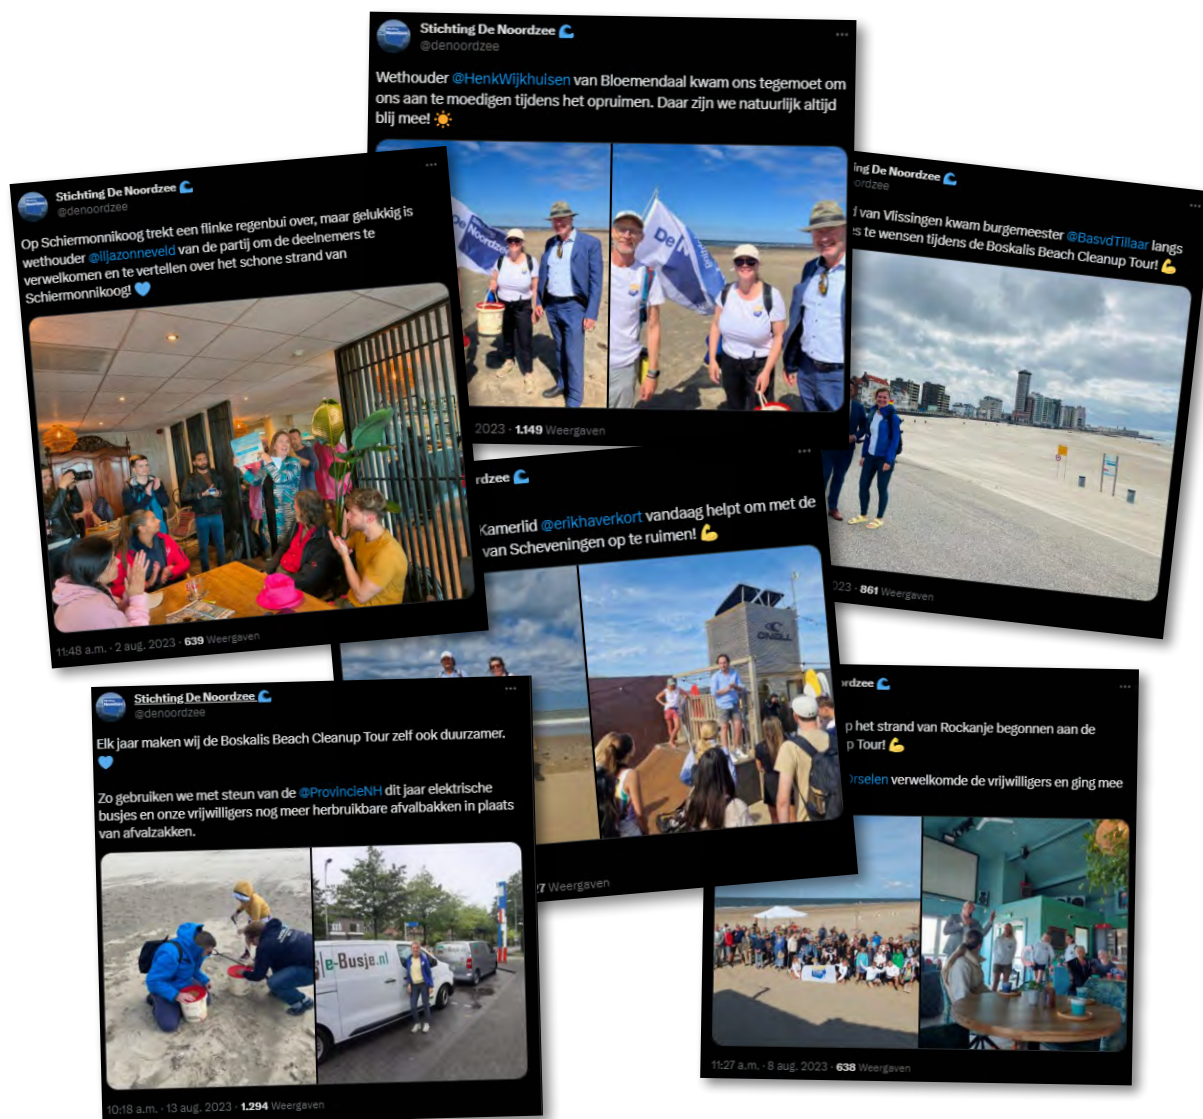 Stichting De Noordzee
@denoordzee
Wethouder @HenkWijkhuisen van Bloemendaal kwam ons tegemoet om
ons aan te moedigen tijdens het opruimen. Daar zijn we natuurlijk altijd
blij mee!
2023 · 1.149 Weergaven
Stichting De Noordzee
@denoordzee
Op Schiermonnikoog trekt een flinke regenbui over, maar gelukkig is
wethouder @iljazonneveld van de partij om de deelnemers te
verwelkomen en te vertellen over het schone strand van
Schiermonnikoog!
11:48 a.m. · 2 aug. 2023 · 639 Weergaven
ing De Noordzee
ordzee
d van Vlissingen kwam burgemeester @BasvdTillaar langs
es te wensen tijdens de Boskalis Beach Cleanup Tour!
023 · 861 Weergaven
rdzee
Kamerlid @erikhaverkort vandaag helpt om met de
van Scheveningen op te ruimen!
O'NEILL
27 Weergaven
Stichting De Noordzee
@denoordzee
Elk jaar maken wij de Boskalis Beach Cleanup Tour zelf ook duurzamer.
Zo gebruiken we met steun van de @ProvincieNH dit jaar elektrische
busjes en onze vrijwilligers nog meer herbruikbare afvalbakken in plaats
van afvalzakken.
e-Busje.nl
10:18 a.m. · 13 aug. 2023 · 1.294 Weergaven
ordzee
p het strand van Rockanje begonnen aan de
p Tour!
Orselen verwelkomde de vrijwilligers en ging mee
11:27 a.m. · 8 aug. 2023 · 638 Weergaven